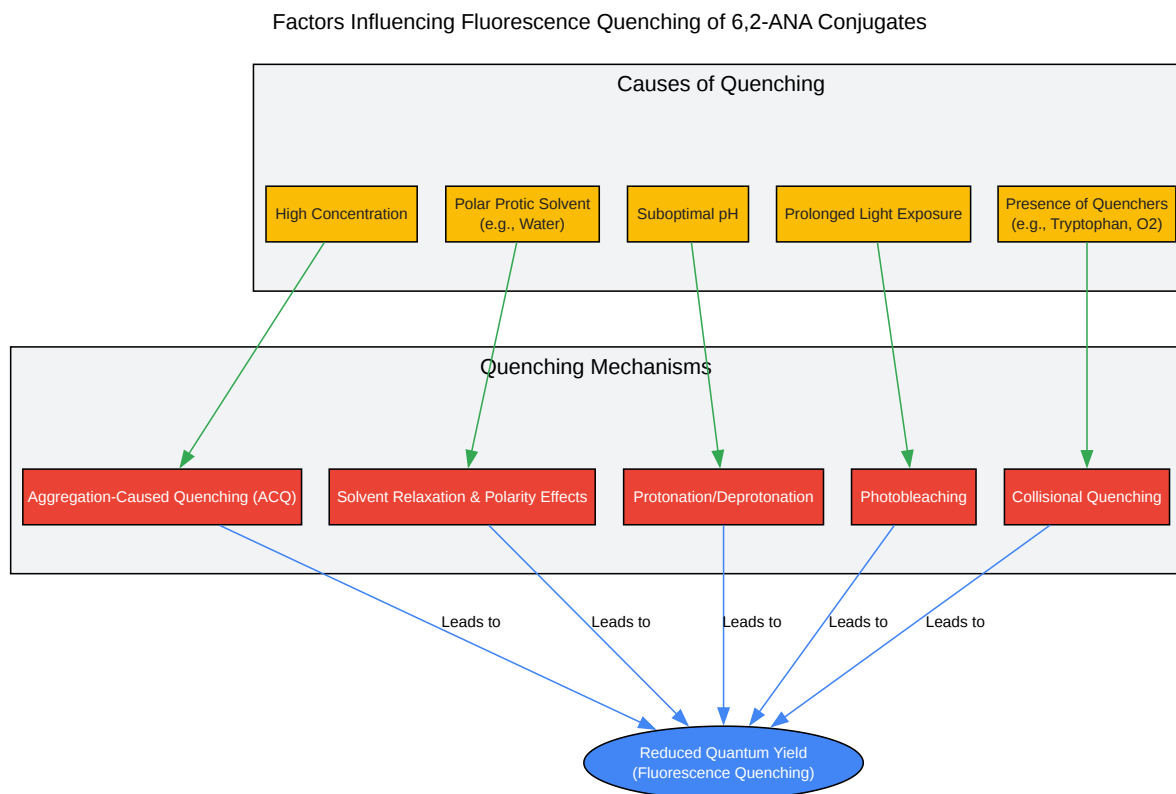 Factors Influencing Fluorescence Quenching of 6,2-ANA Conjugates
Causes of Quenching
High Concentration
Polar Protic Solvent
(e.g., Water)
Suboptimal pH
Prolonged Light Exposure
Presence of Quenchers
(e.g., Tryptophan, O2)
Quenching Mechanisms
Aggregation-Caused Quenching (ACQ)
Solvent Relaxation & Polarity Effects
Protonation/Deprotonation
Photobleaching
Collisional Quenching
Leads to
Leads to
Leads to
Leads to
Leads to
Reduced Quantum Yield
(Fluorescence Quenching)